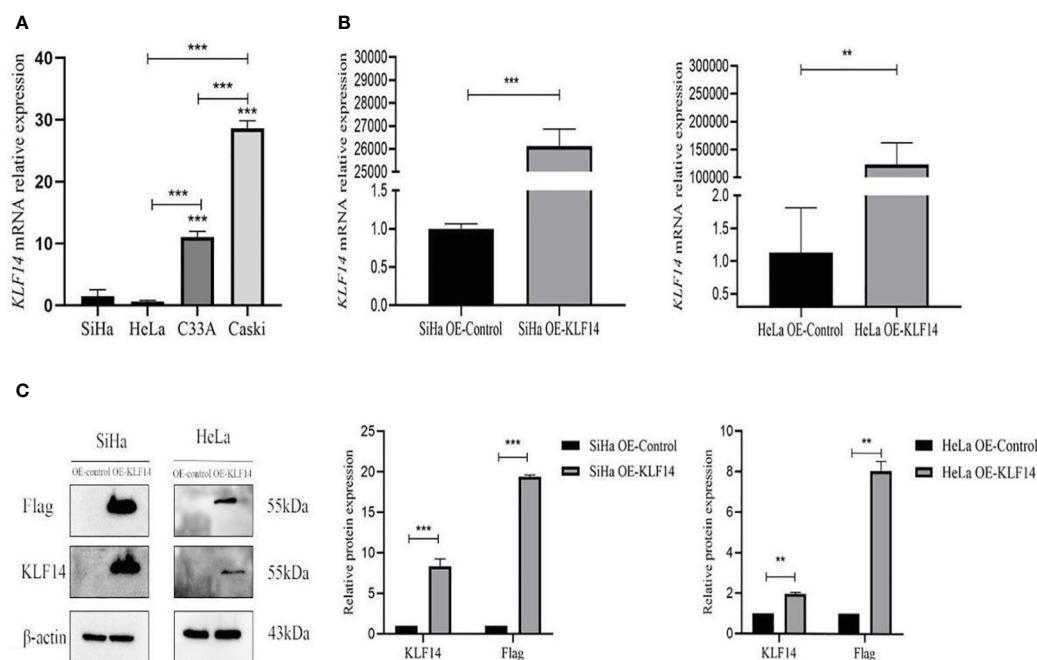 A
KLF14 mRNA relative expression
40
30
20
10
0
***
***
***
***
***
SiHa HeLa C33A Caski
B
KLF14 mRNA relative expression
30000
29000
28000
27000
26000
25000
1.5
1.0
0.5
0.0
***
SiHa OE-Control SiHa OE-KLF14
KLF14 mRNA relative expression
300000
250000
200000
150000
100000
2.0
1.5
1.0
0.5
**
HeLa OE-Control HeLa OE-KLF14
C
SiHa HeLa
OE-control OE-KLF14 OE-control OE-KLF14
Flag 55kDa
KLF14 55kDa
β-actin 43kDa
Relative protein expression
25
20
15
10
5
0
***
***
KLF14 Flag
SiHa OE-Control
SiHa OE-KLF14
Relative protein expression
10
8
6
4
2
0
**
**
KLF14 Flag
HeLa OE-Control
HeLa OE-KLF14